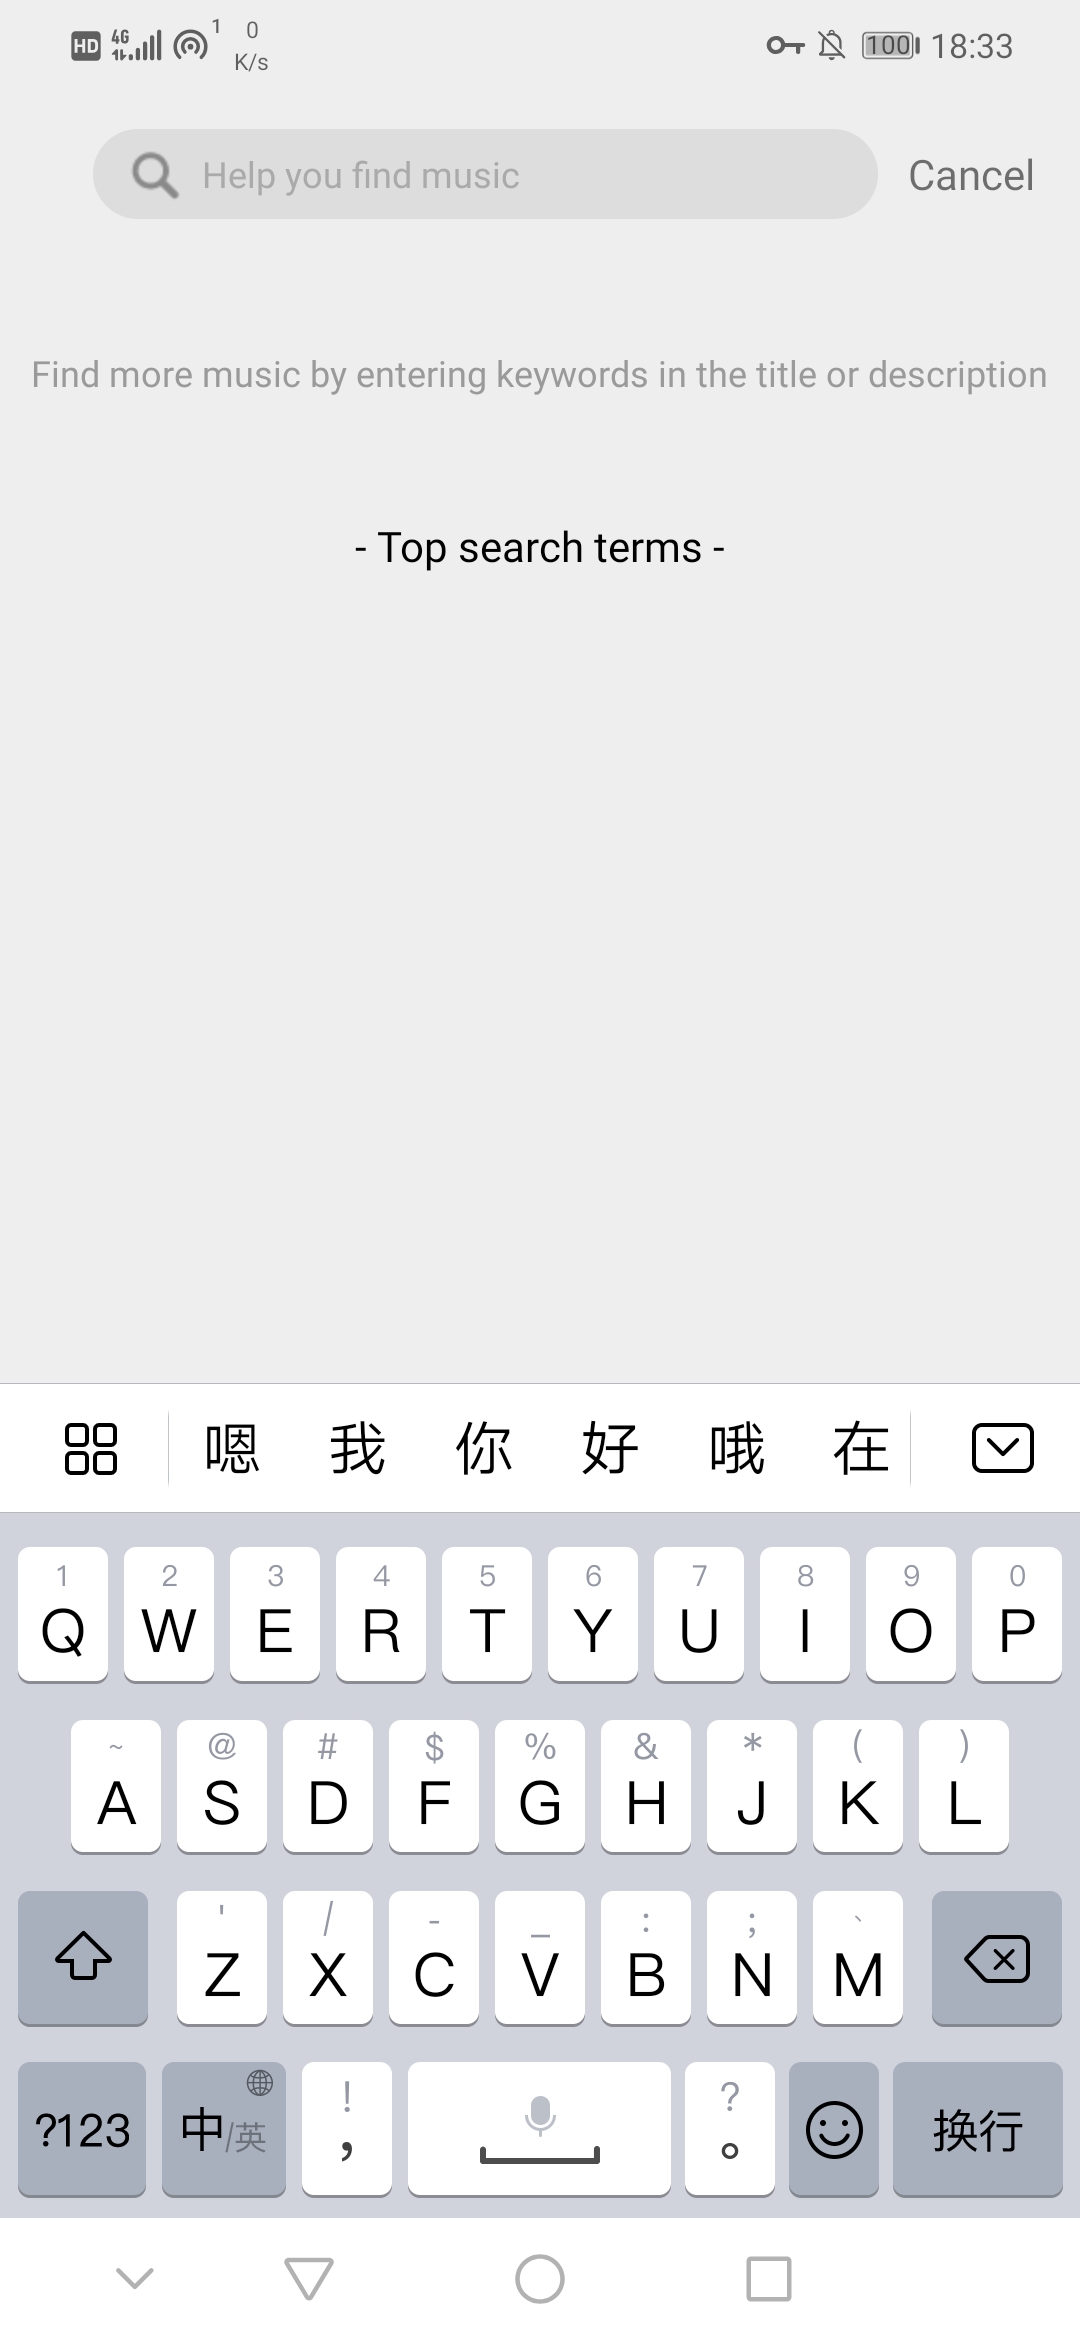 HD 4G 1 0 K/s 100 18:33
Help you find music Cancel
Find more music by entering keywords in the title or description
- Top search terms -
嗯 我 你 好 哦 在
1 2 3 4 5 6 7 8 9 0
Q W E R T Y U I O P
~ @ # $ % & * ( )
A S D F G H J K L
' / - _ : ; 、
Z X C V B N M
! ?
?123 中/英 , 。 换行